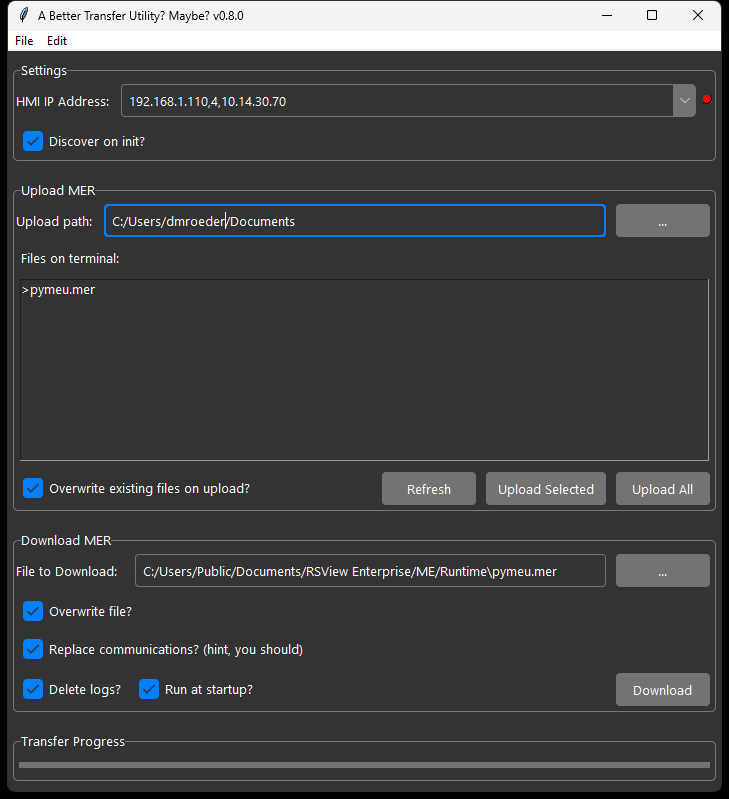 A Better Transfer Utility? Maybe? v0.8.0
File Edit
Settings
HMI IP Address: 192.168.1.110,4,10.14.30.70
Discover on init?
Upload MER
Upload path: C:/Users/dmroeder/Documents ...
Files on terminal:
>pymeu.mer
Overwrite existing files on upload? Refresh Upload Selected Upload All
Download MER
File to Download: C:/Users/Public/Documents/RSView Enterprise/ME/Runtime\pymeu.mer ...
Overwrite file?
Replace communications? (hint, you should)
Delete logs? Run at startup? Download
Transfer Progress